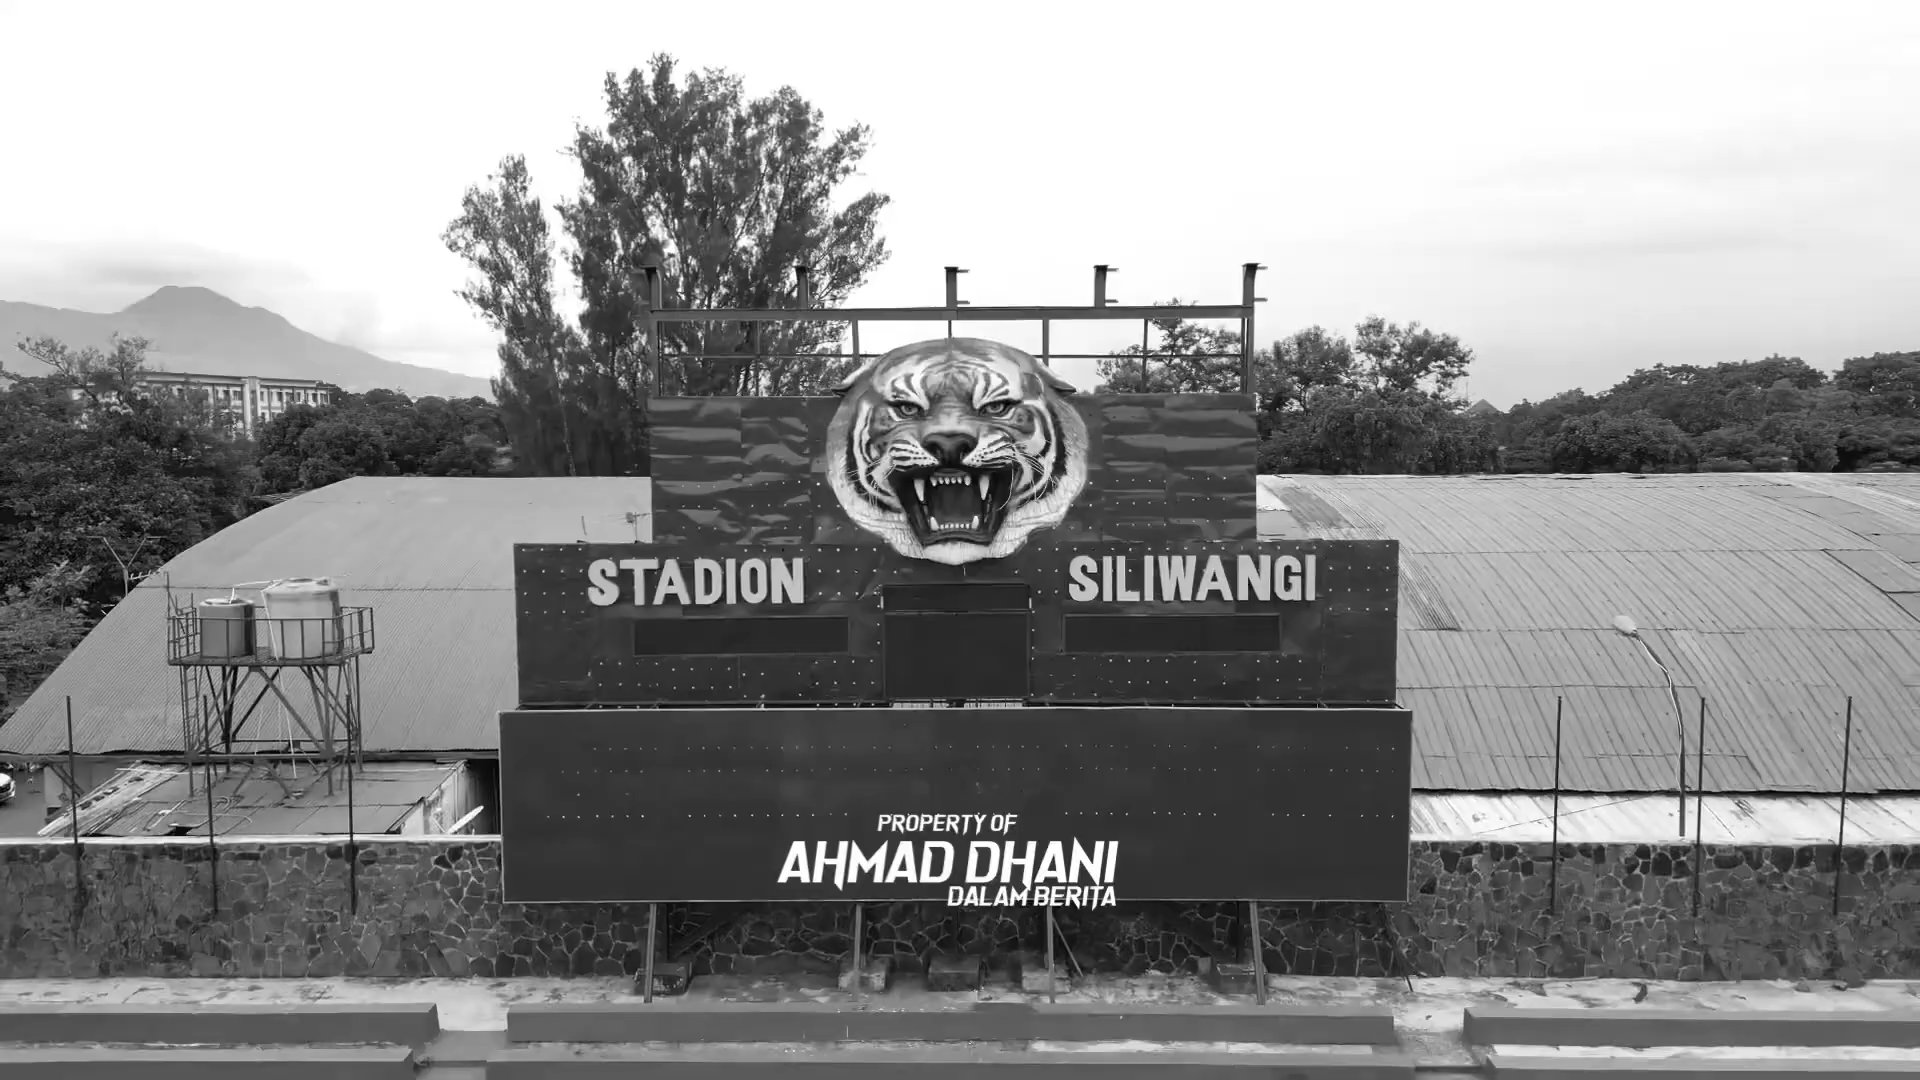 STADION SILIWANGI
PROPERTY OF
AHMAD DHANI
DALAM BERITA